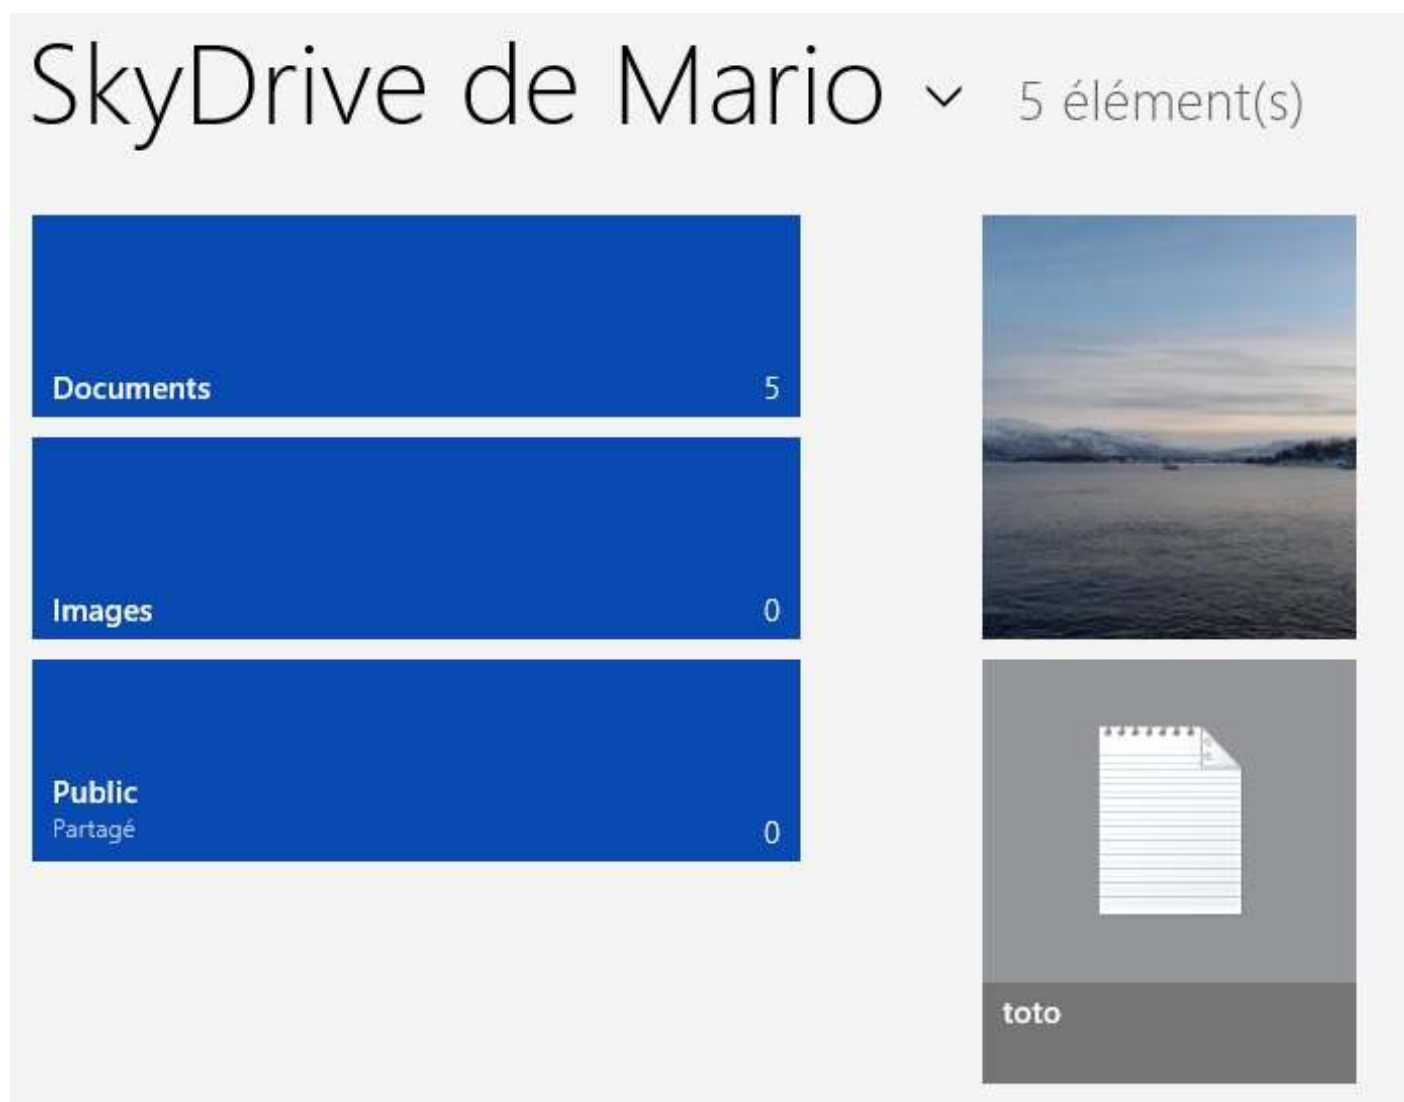 SkyDrive de Mario 5 élément(s)
Documents 5
Images 0
Public
Partagé 0
toto